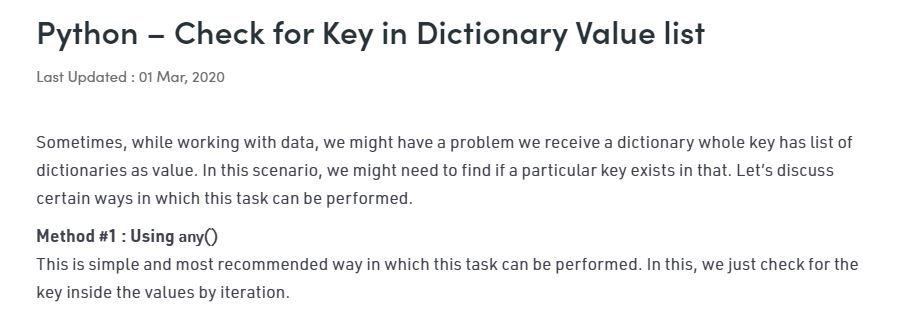 Python – Check for Key in Dictionary Value list
Last Updated : 01 Mar, 2020
Sometimes, while working with data, we might have a problem we receive a dictionary whole key has list of
dictionaries as value. In this scenario, we might need to find if a particular key exists in that. Let’s discuss
certain ways in which this task can be performed.
Method #1 : Using any()
This is simple and most recommended way in which this task can be performed. In this, we just check for the
key inside the values by iteration.